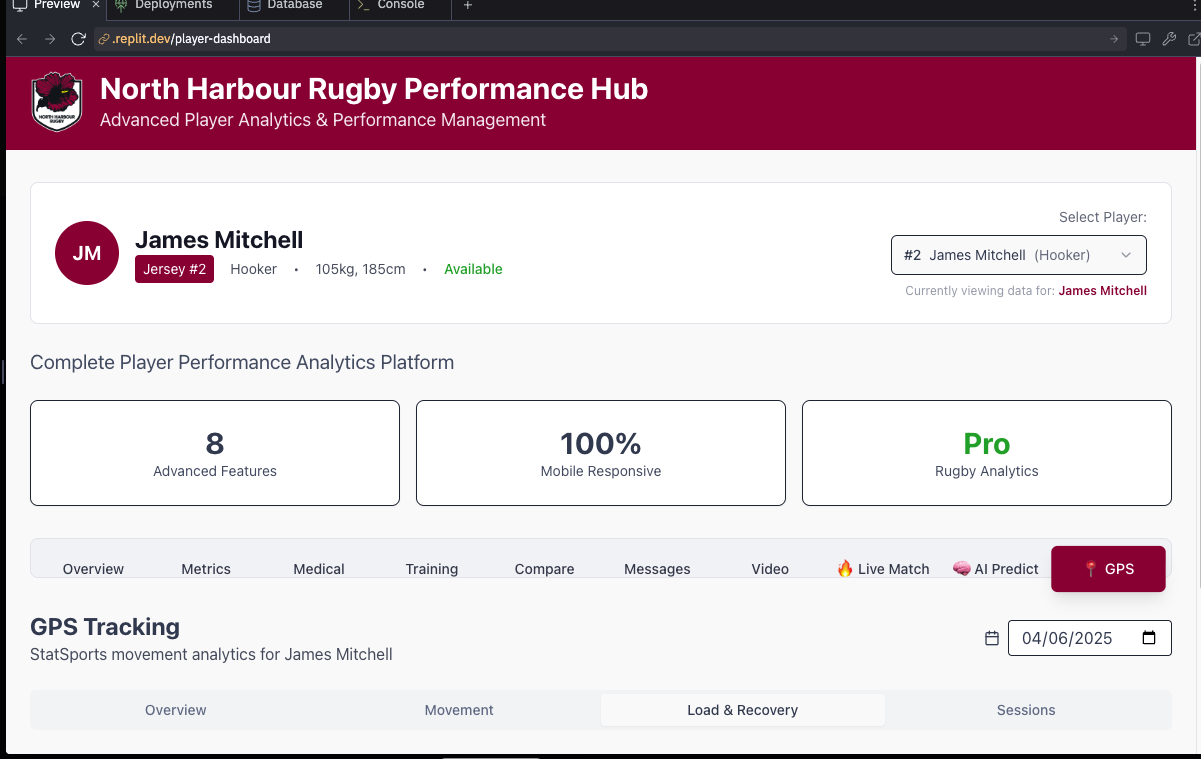 Preview × Deployments Database Console +
.replit.dev/player-dashboard
NORTH HARBOUR
RUGBY
North Harbour Rugby Performance Hub
Advanced Player Analytics & Performance Management
JM
James Mitchell
Jersey #2 Hooker • 105kg, 185cm • Available
Select Player:
#2 James Mitchell (Hooker)
Currently viewing data for: James Mitchell
Complete Player Performance Analytics Platform
8
Advanced Features
100%
Mobile Responsive
Pro
Rugby Analytics
Overview Metrics Medical Training Compare Messages Video 🔥 Live Match 🧠 AI Predict 📍 GPS
GPS Tracking
StatSports movement analytics for James Mitchell
04/06/2025
Overview Movement Load & Recovery Sessions